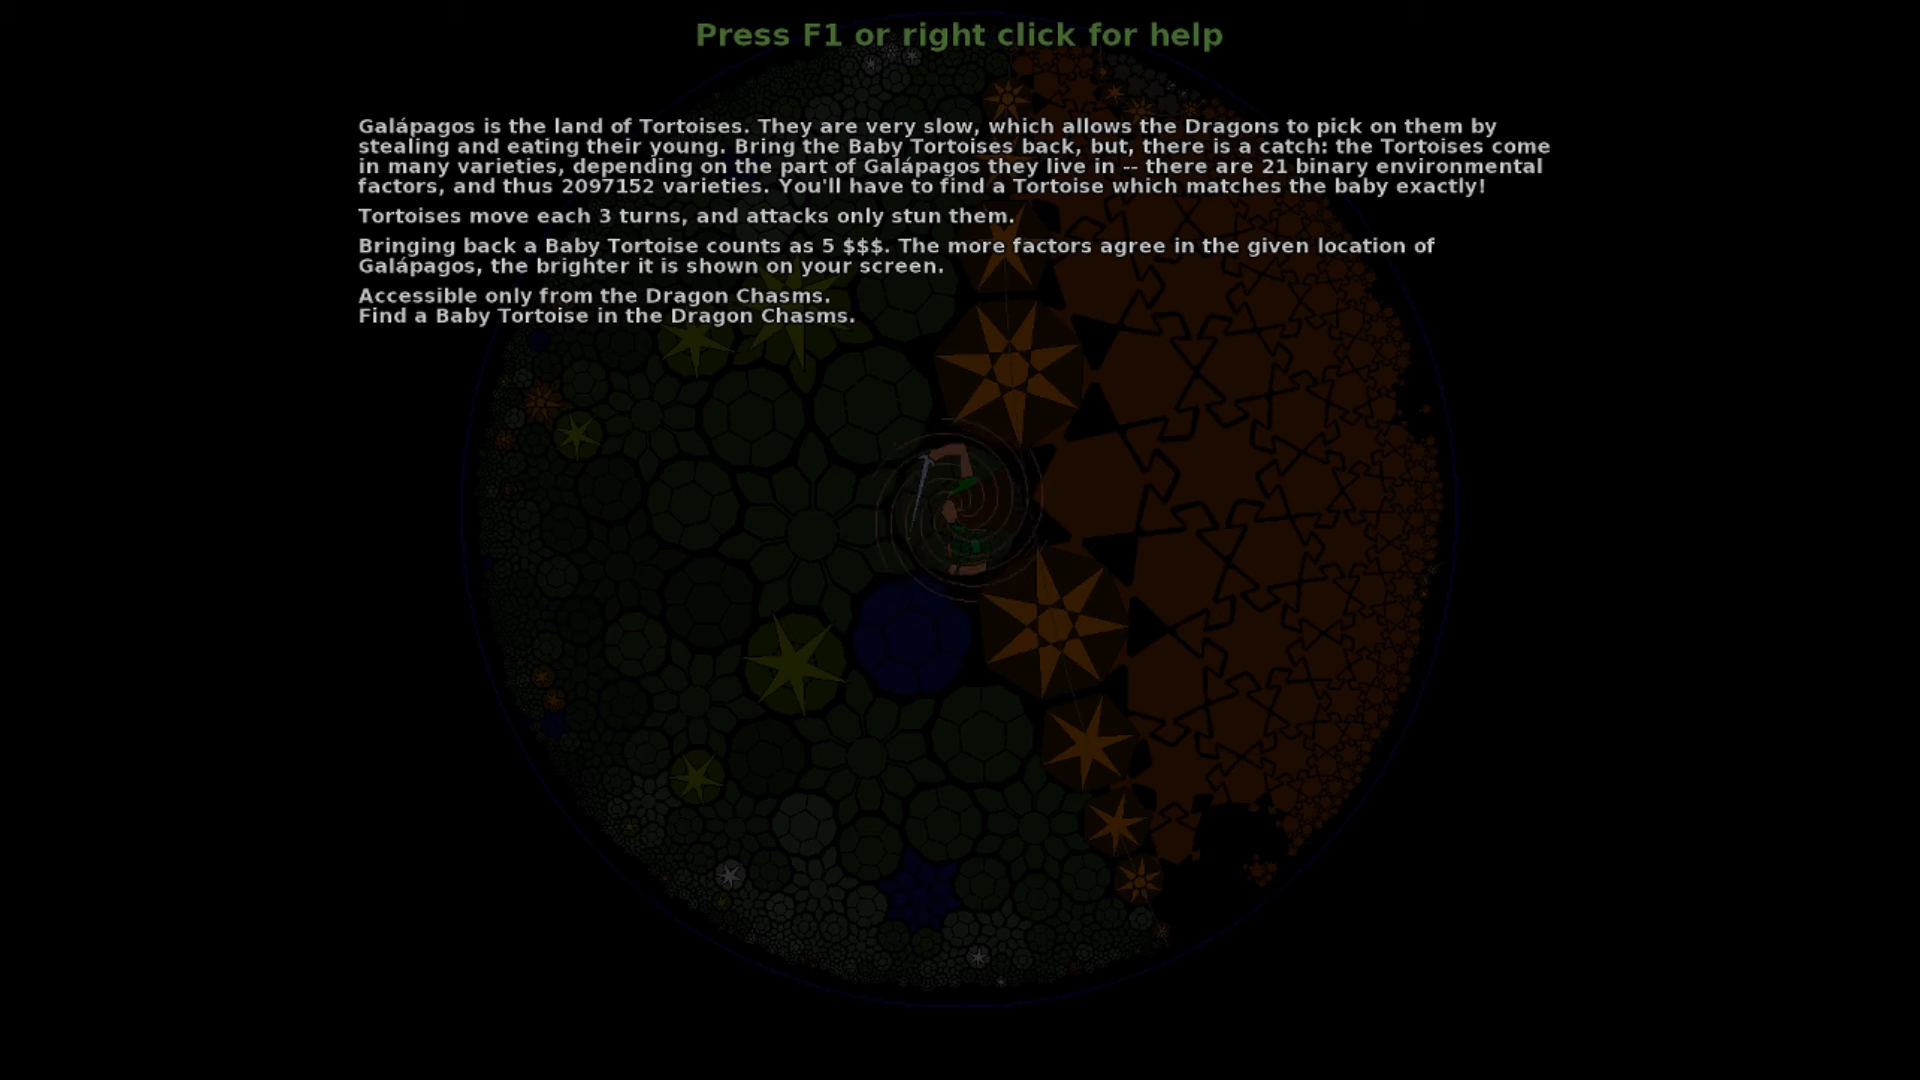 Press F1 or right click for help
Galápagos is the land of Tortoises. They are very slow, which allows the Dragons to pick on them by
stealing and eating their young. Bring the Baby Tortoises back, but, there is a catch: the Tortoises come
in many varieties, depending on the part of Galápagos they live in -- there are 21 binary environmental
factors, and thus 2097152 varieties. You'll have to find a Tortoise which matches the baby exactly!
Tortoises move each 3 turns, and attacks only stun them.
Bringing back a Baby Tortoise counts as 5 $$$. The more factors agree in the given location of
Galápagos, the brighter it is shown on your screen.
Accessible only from the Dragon Chasms.
Find a Baby Tortoise in the Dragon Chasms.